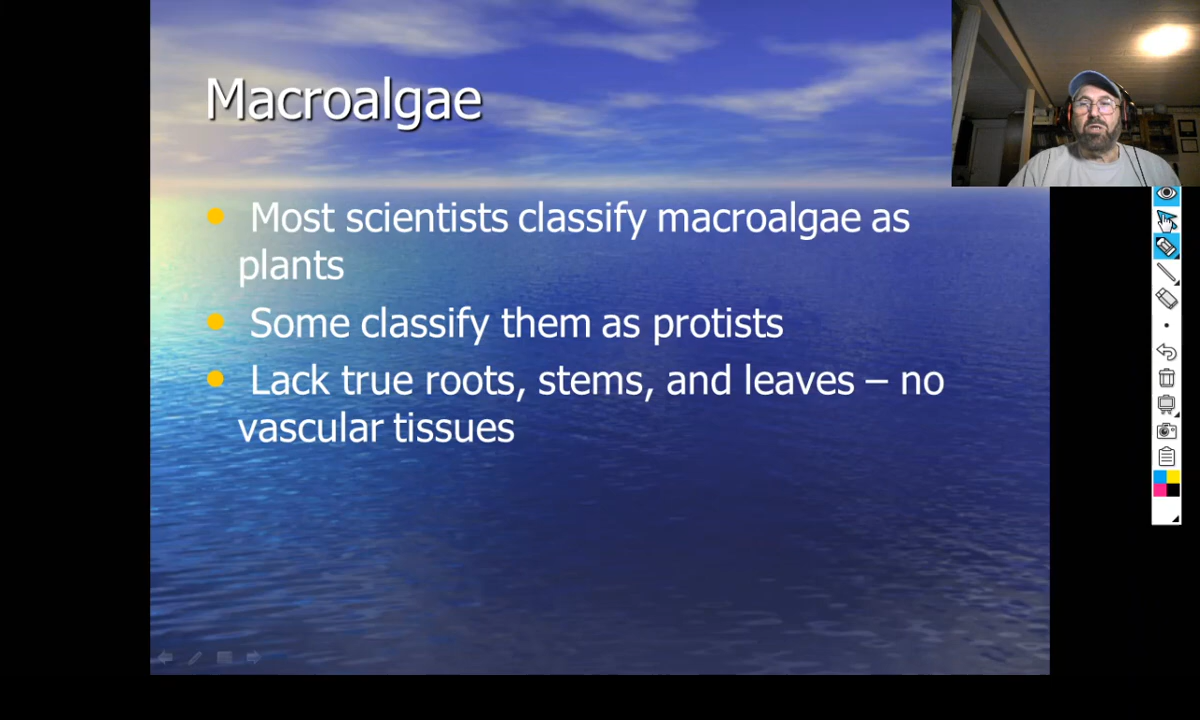 Macroalgae
Most scientists classify macroalgae as
plants
Some classify them as protists
Lack true roots, stems, and leaves – no
vascular tissues